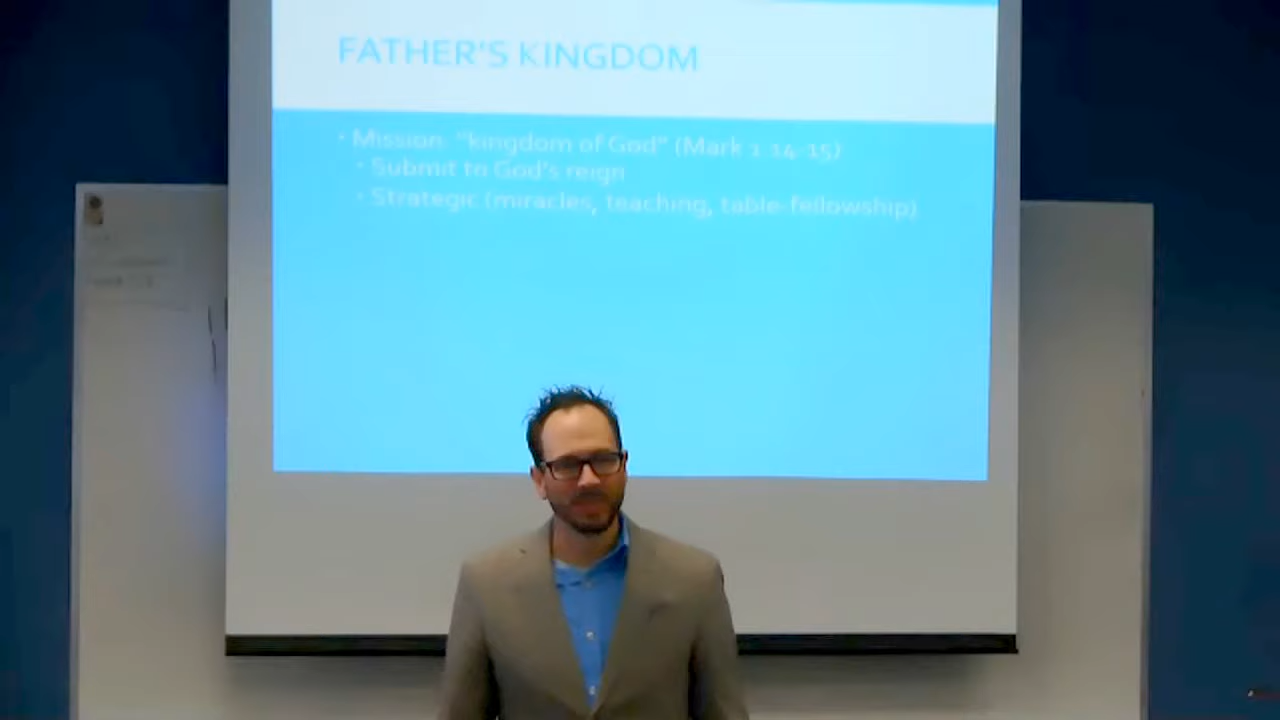 FATHER'S KINGDOM
• Mission: "kingdom of God" (Mark 1:14-15)
• Submit to God's reign
• Strategic (miracles, teaching, table-fellowship)